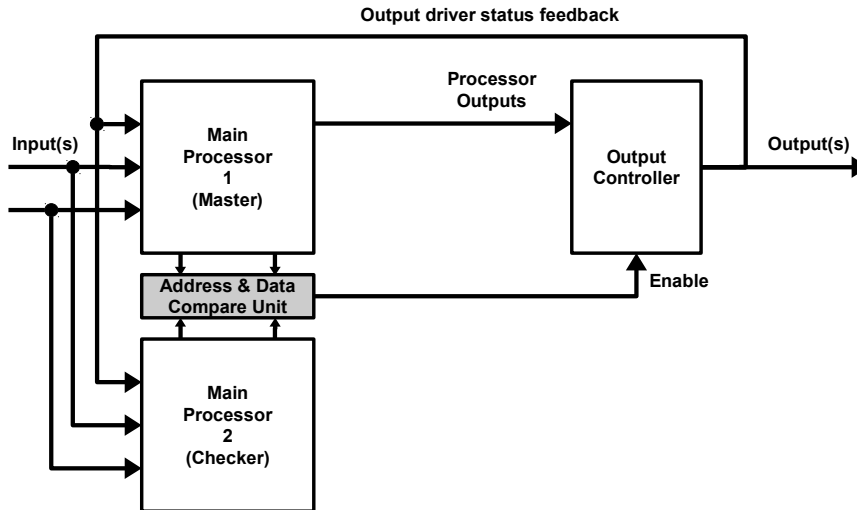 Output driver status feedback
Processor
Outputs
Input(s)
Main
Processor
1
(Master)
Output
Controller
Output(s)
Address & Data
Compare Unit
Enable
Main
Processor
2
(Checker)